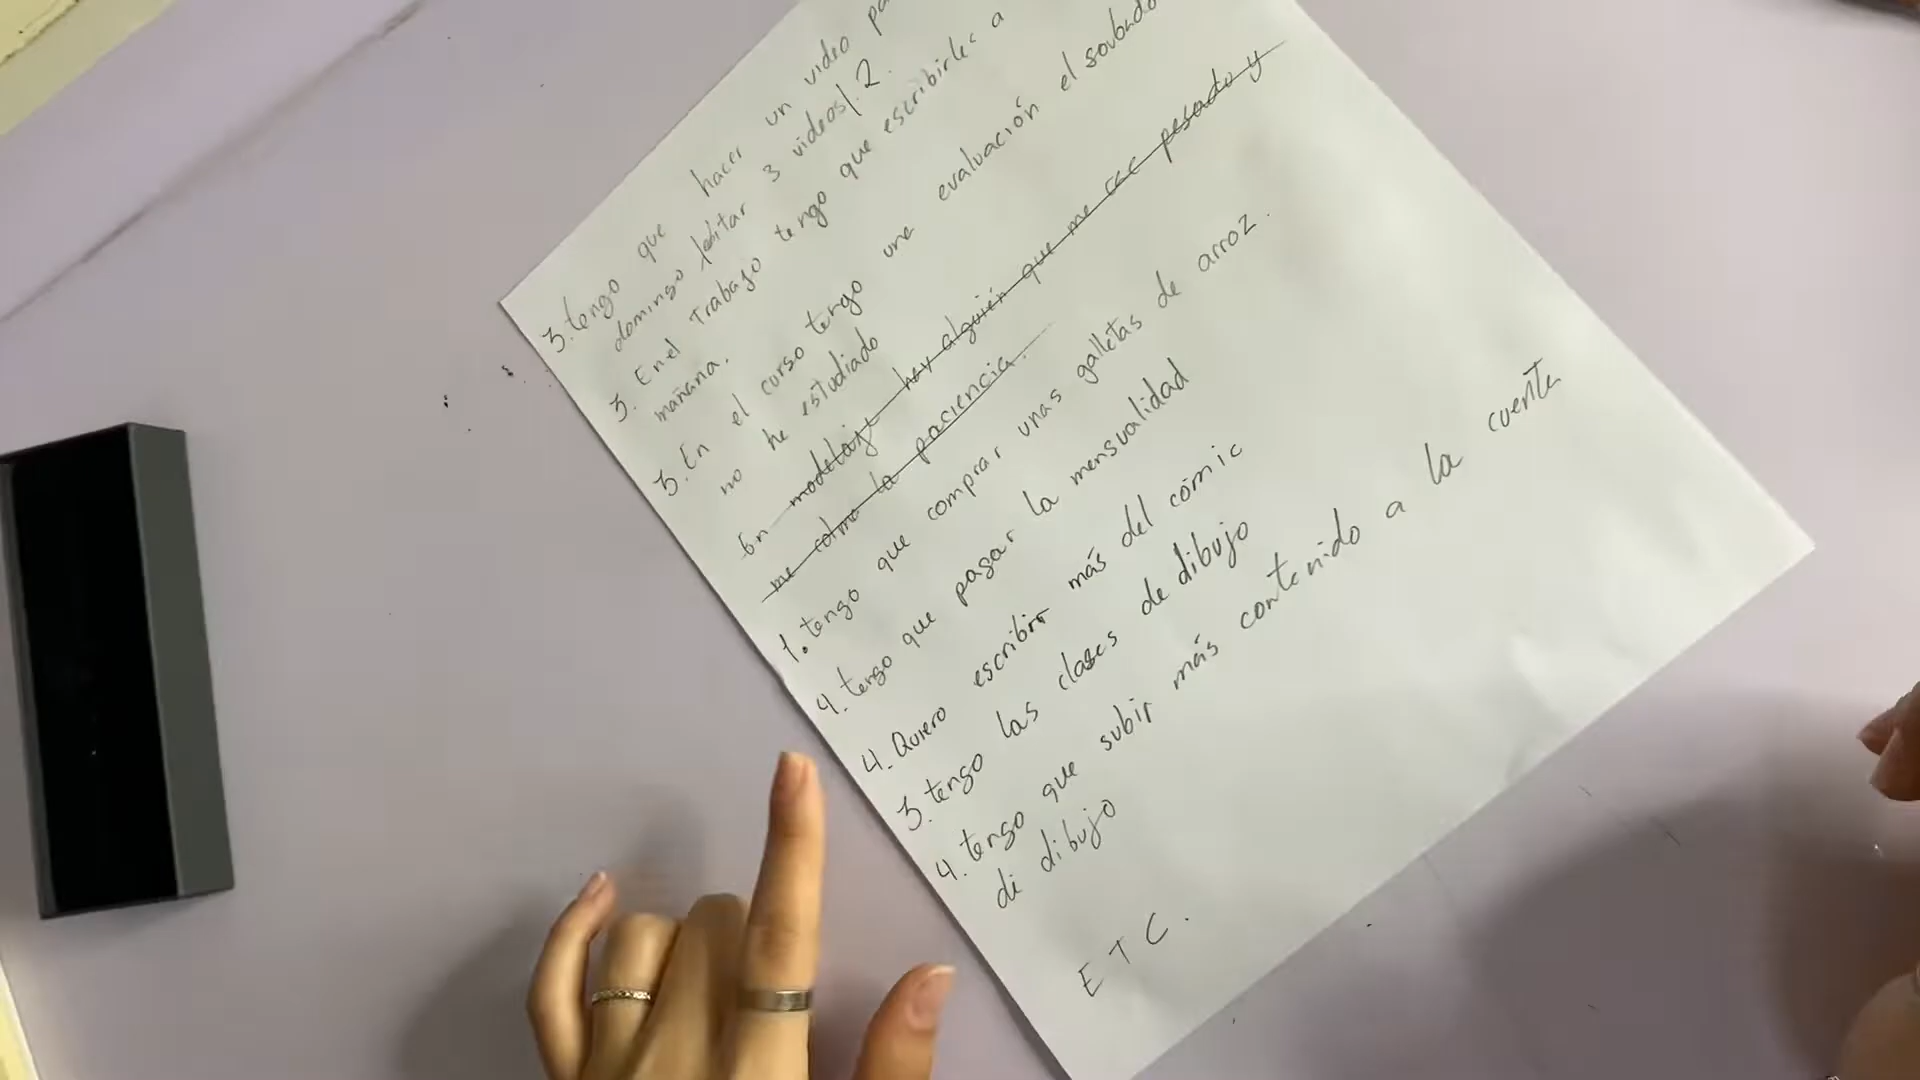 3. tengo que hacer un video pa
domingo /editar 3 videos/. 2.
3. En el Trabajo tengo que escribirles a
mañana.
3. En el curso tengo una evaluación el soubado
no he estudiado
En modelaje hay alguién que me cae pesado y
me colma la paciencia.
1. tengo que comprar unas galletas de arroz.
4. tengo que pagar la mensualidad
4. Quiero escribir más del cómic
3. tengo las clases de dibujo
4. tengo que subir más contenido a la cuenta
di dibujo
ETC.